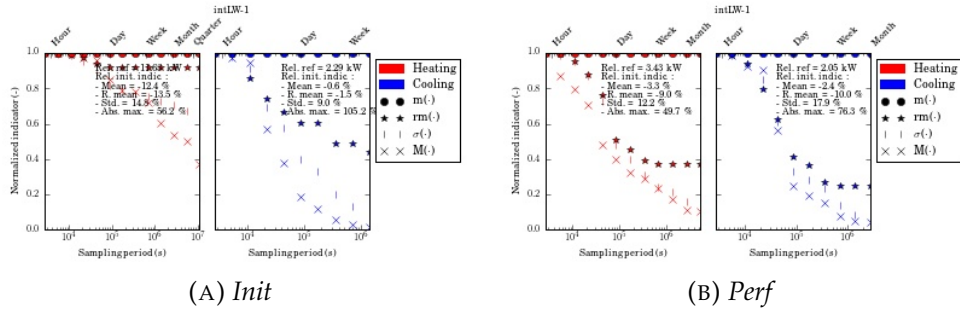 intLW-1
Hour
Day
Week
Month
Quarter
Hour
Day
Week
Normalized indicator (-)
1.0
0.8
0.6
0.4
0.2
0.0
Rel. init. indic :
- Mean = -12.4 %
- R. mean = -13.5 %
- Std. = 14.8 %
- Abs. max. = 56.2 %
Rel. ref = 2.29 kW
Rel. init. indic :
- Mean = -0.6 %
- R. mean = -1.5 %
- Std. = 9.0 %
- Abs. max. = 105.2 %
10⁴
10⁵
10⁶
10⁷
Sampling period (s)
10⁴
10⁵
10⁶
Sampling period (s)
Heating
Cooling
m(·)
rm(·)
σ(·)
M(·)
(A) Init
intLW-1
Hour
Day
Week
Month
Hour
Day
Week
Month
Normalized indicator (-)
1.0
0.8
0.6
0.4
0.2
0.0
Rel. ref = 3.43 kW
Rel. init. indic :
- Mean = -3.3 %
- R. mean = -9.0 %
- Std. = 12.2 %
- Abs. max. = 49.7 %
Rel. ref = 2.05 kW
Rel. init. indic :
- Mean = -2.4 %
- R. mean = -10.0 %
- Std. = 17.9 %
- Abs. max. = 76.3 %
10⁴
10⁵
10⁶
Sampling period (s)
10⁴
10⁵
10⁶
Sampling period (s)
Heating
Cooling
m(·)
rm(·)
σ(·)
M(·)
(B) Perf